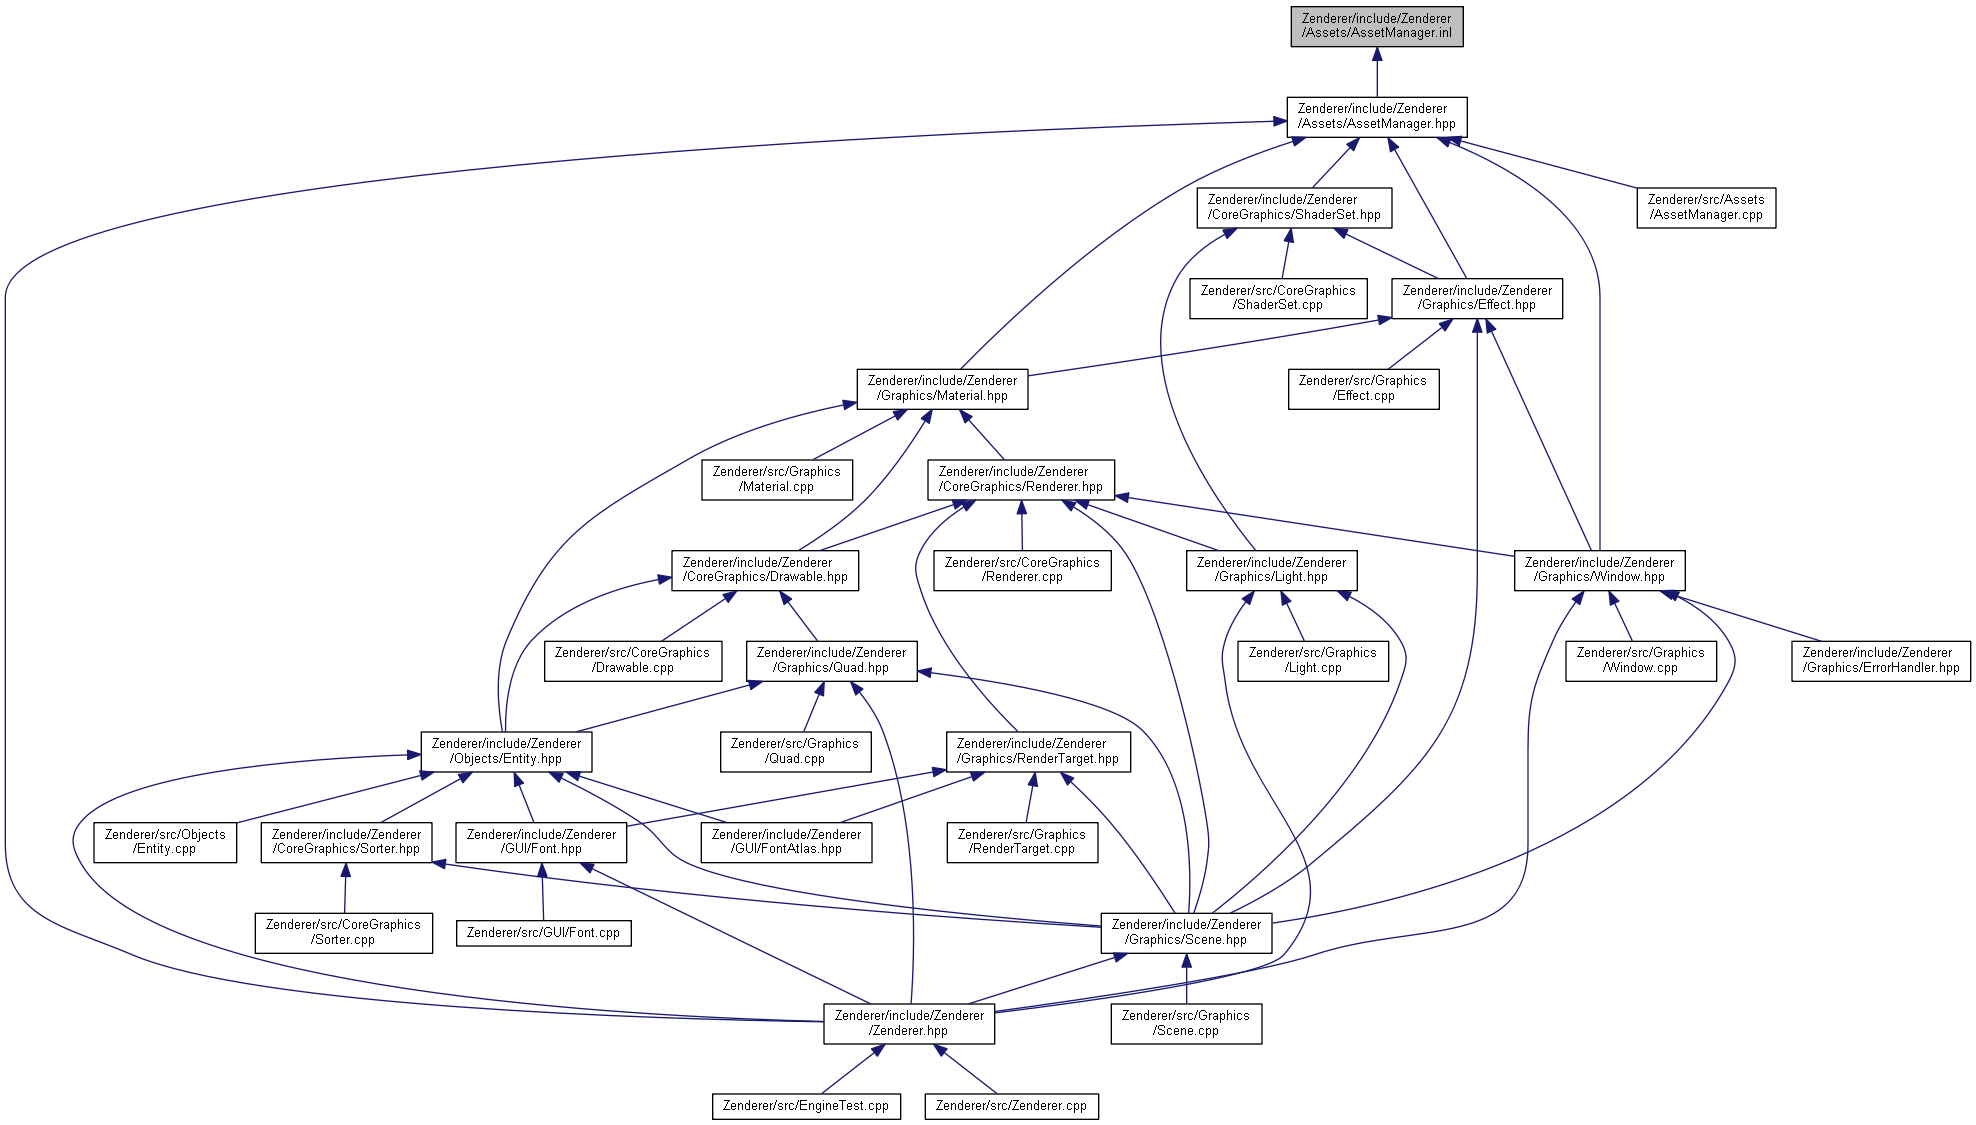 Zenderer/include/Zenderer
/Assets/AssetManager.inl
Zenderer/include/Zenderer
/Assets/AssetManager.hpp
Zenderer/include/Zenderer
/CoreGraphics/ShaderSet.hpp
Zenderer/src/Assets
/AssetManager.cpp
Zenderer/src/CoreGraphics
/ShaderSet.cpp
Zenderer/include/Zenderer
/Graphics/Effect.hpp
Zenderer/include/Zenderer
/Graphics/Material.hpp
Zenderer/src/Graphics
/Effect.cpp
Zenderer/src/Graphics
/Material.cpp
Zenderer/include/Zenderer
/CoreGraphics/Renderer.hpp
Zenderer/include/Zenderer
/CoreGraphics/Drawable.hpp
Zenderer/src/CoreGraphics
/Renderer.cpp
Zenderer/include/Zenderer
/Graphics/Light.hpp
Zenderer/include/Zenderer
/Graphics/Window.hpp
Zenderer/src/CoreGraphics
/Drawable.cpp
Zenderer/include/Zenderer
/Graphics/Quad.hpp
Zenderer/src/Graphics
/Light.cpp
Zenderer/src/Graphics
/Window.cpp
Zenderer/include/Zenderer
/Graphics/ErrorHandler.hpp
Zenderer/include/Zenderer
/Objects/Entity.hpp
Zenderer/src/Graphics
/Quad.cpp
Zenderer/include/Zenderer
/Graphics/RenderTarget.hpp
Zenderer/src/Objects
/Entity.cpp
Zenderer/include/Zenderer
/CoreGraphics/Sorter.hpp
Zenderer/include/Zenderer
/GUI/Font.hpp
Zenderer/include/Zenderer
/GUI/FontAtlas.hpp
Zenderer/src/Graphics
/RenderTarget.cpp
Zenderer/src/CoreGraphics
/Sorter.cpp
Zenderer/src/GUI/Font.cpp
Zenderer/include/Zenderer
/Graphics/Scene.hpp
Zenderer/include/Zenderer
/Zenderer.hpp
Zenderer/src/Graphics
/Scene.cpp
Zenderer/src/EngineTest.cpp
Zenderer/src/Zenderer.cpp